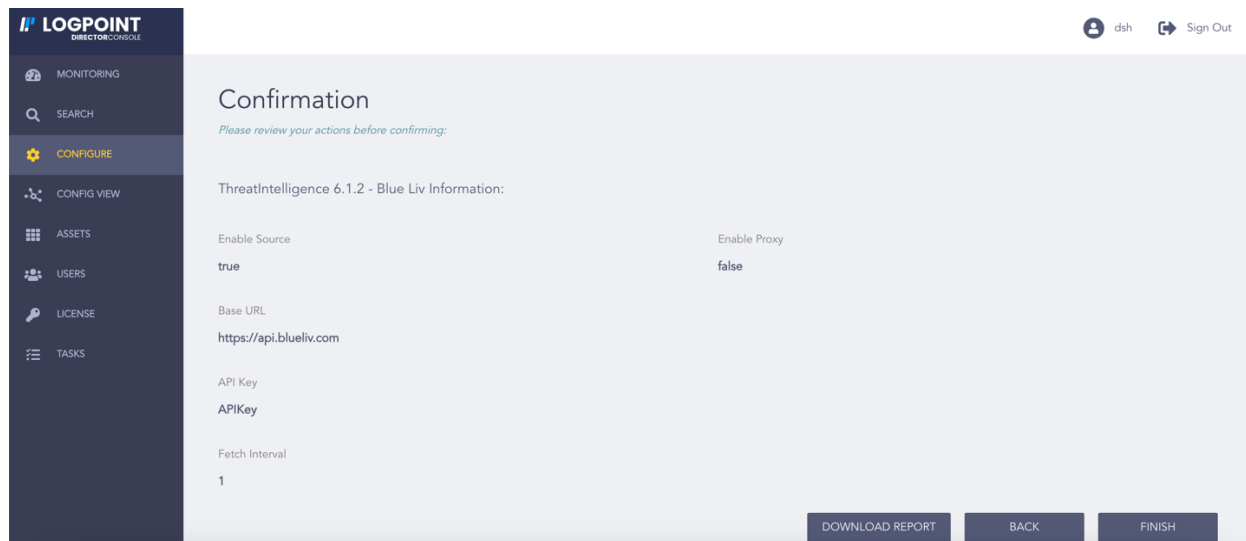 LOGPOINT
DIRECTORCONSOLE
dsh
Sign Out
MONITORING
SEARCH
CONFIGURE
CONFIG VIEW
ASSETS
USERS
LICENSE
TASKS
Confirmation
Please review your actions before confirming:
ThreatIntelligence 6.1.2 - Blue Liv Information:
Enable Source
true
Enable Proxy
false
Base URL
https://api.blueliv.com
API Key
APIKey
Fetch Interval
1
DOWNLOAD REPORT
BACK
FINISH